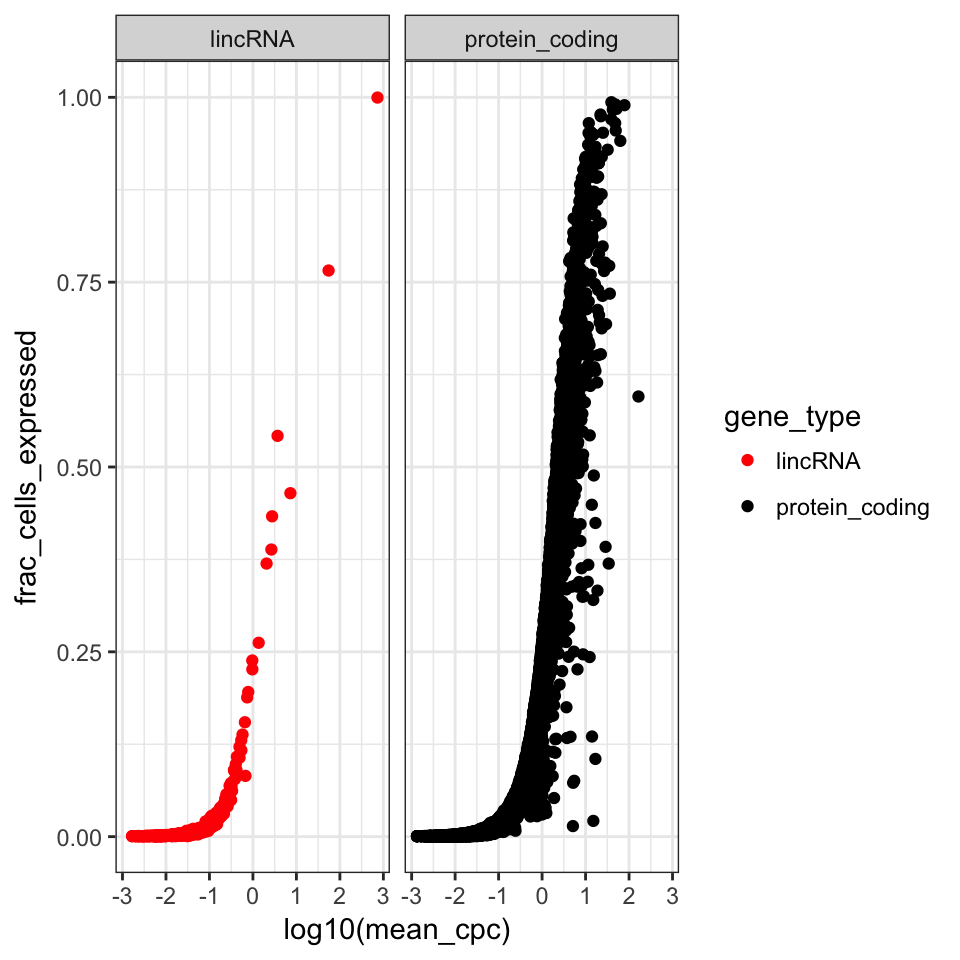 lincRNA protein_coding
1.00
0.75
0.50
0.25
0.00
frac_cells_expressed
-3 -2 -1 0 1 2 3 -3 -2 -1 0 1 2 3
log10(mean_cpc)
gene_type
lincRNA
protein_coding